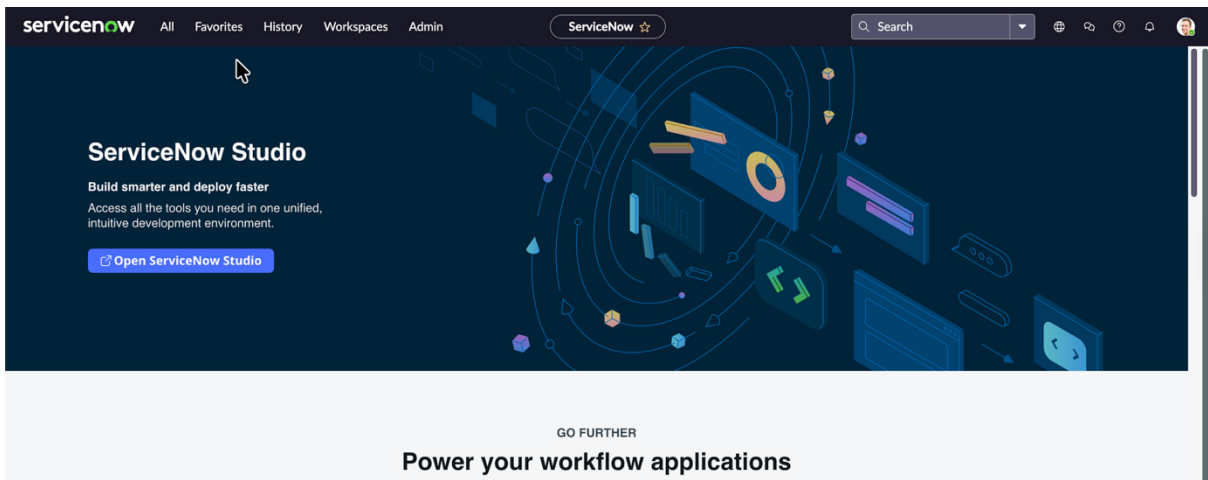 servicenow All Favorites History Workspaces Admin ServiceNow Search
ServiceNow Studio
Build smarter and deploy faster
Access all the tools you need in one unified,
intuitive development environment.
Open ServiceNow Studio
GO FURTHER
Power your workflow applications